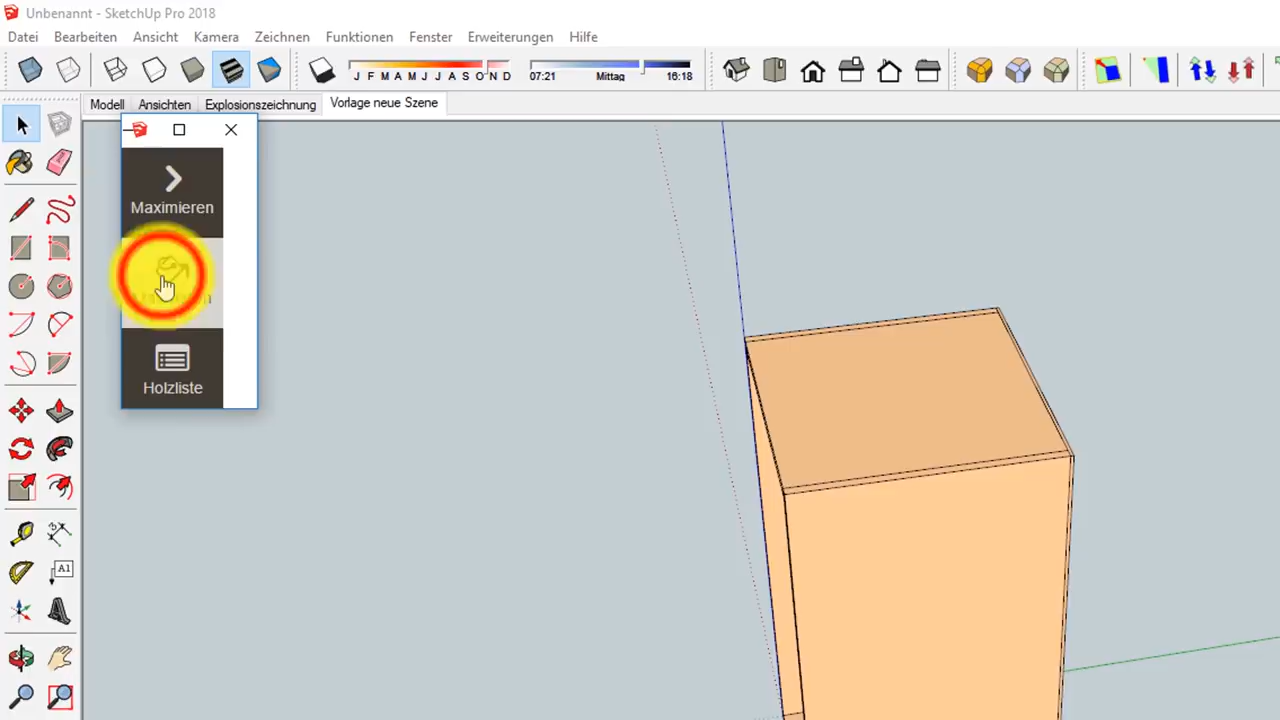 Unbenannt - SketchUp Pro 2018
Datei Bearbeiten Ansicht Kamera Zeichnen Funktionen Fenster Erweiterungen Hilfe
J F M A M J J A S O N D
07:21 Mittag 16:18
Modell Ansichten Explosionszeichnung Vorlage neue Szene
Maximieren
Holzliste
A1